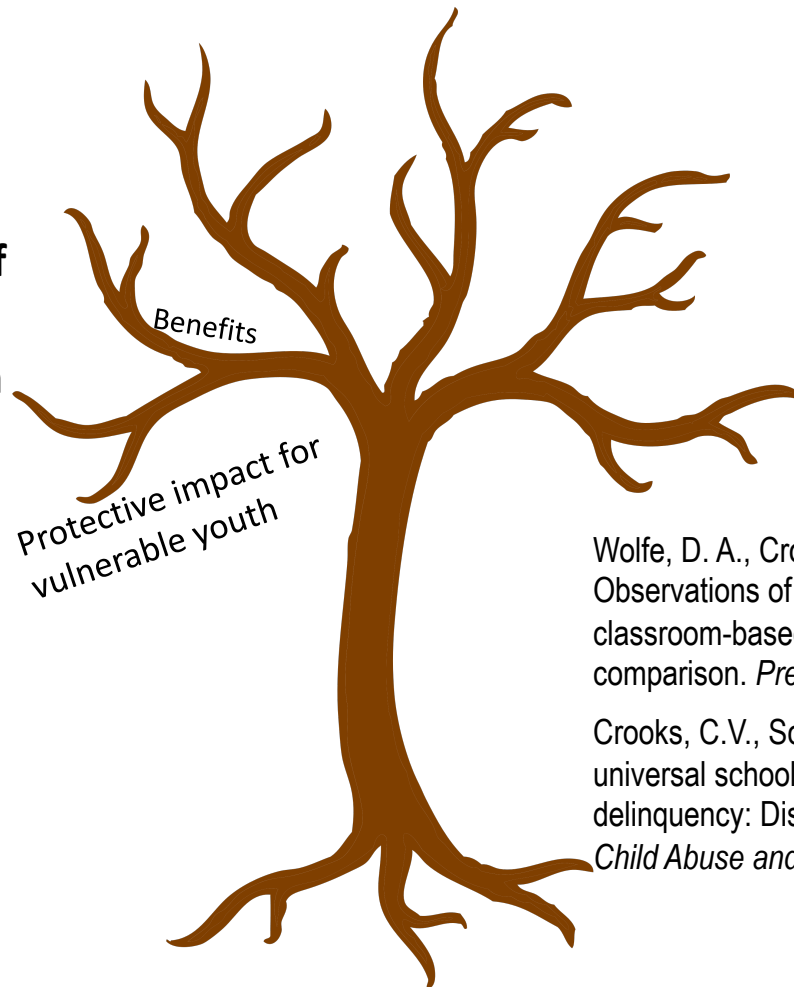 f
Benefits
Protective impact for
vulnerable youth
Wolfe, D. A., Cro
Observations of
classroom-based
comparison. Pre
Crooks, C.V., Sc
universal school
delinquency: Dis
Child Abuse and